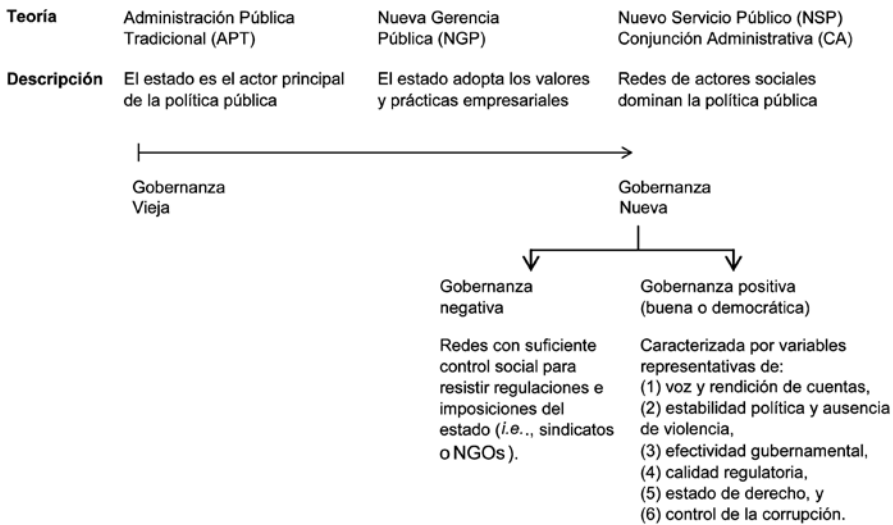 Teoría
Administración Pública
Tradicional (APT)
Nueva Gerencia
Pública (NGP)
Nuevo Servicio Público (NSP)
Conjunción Administrativa (CA)
Descripción
El estado es el actor principal
de la política pública
El estado adopta los valores
y prácticas empresariales
Redes de actores sociales
dominan la política pública
Gobernanza
Vieja
Gobernanza
Nueva
Gobernanza
negativa
Redes con suficiente
control social para
resistir regulaciones e
imposiciones del
estado (i.e.., sindicatos
o NGOs ).
Gobernanza positiva
(buena o democrática)
Caracterizada por variables
representativas de:
(1) voz y rendición de cuentas,
(2) estabilidad política y ausencia
de violencia,
(3) efectividad gubernamental,
(4) calidad regulatoria,
(5) estado de derecho, y
(6) control de la corrupción.